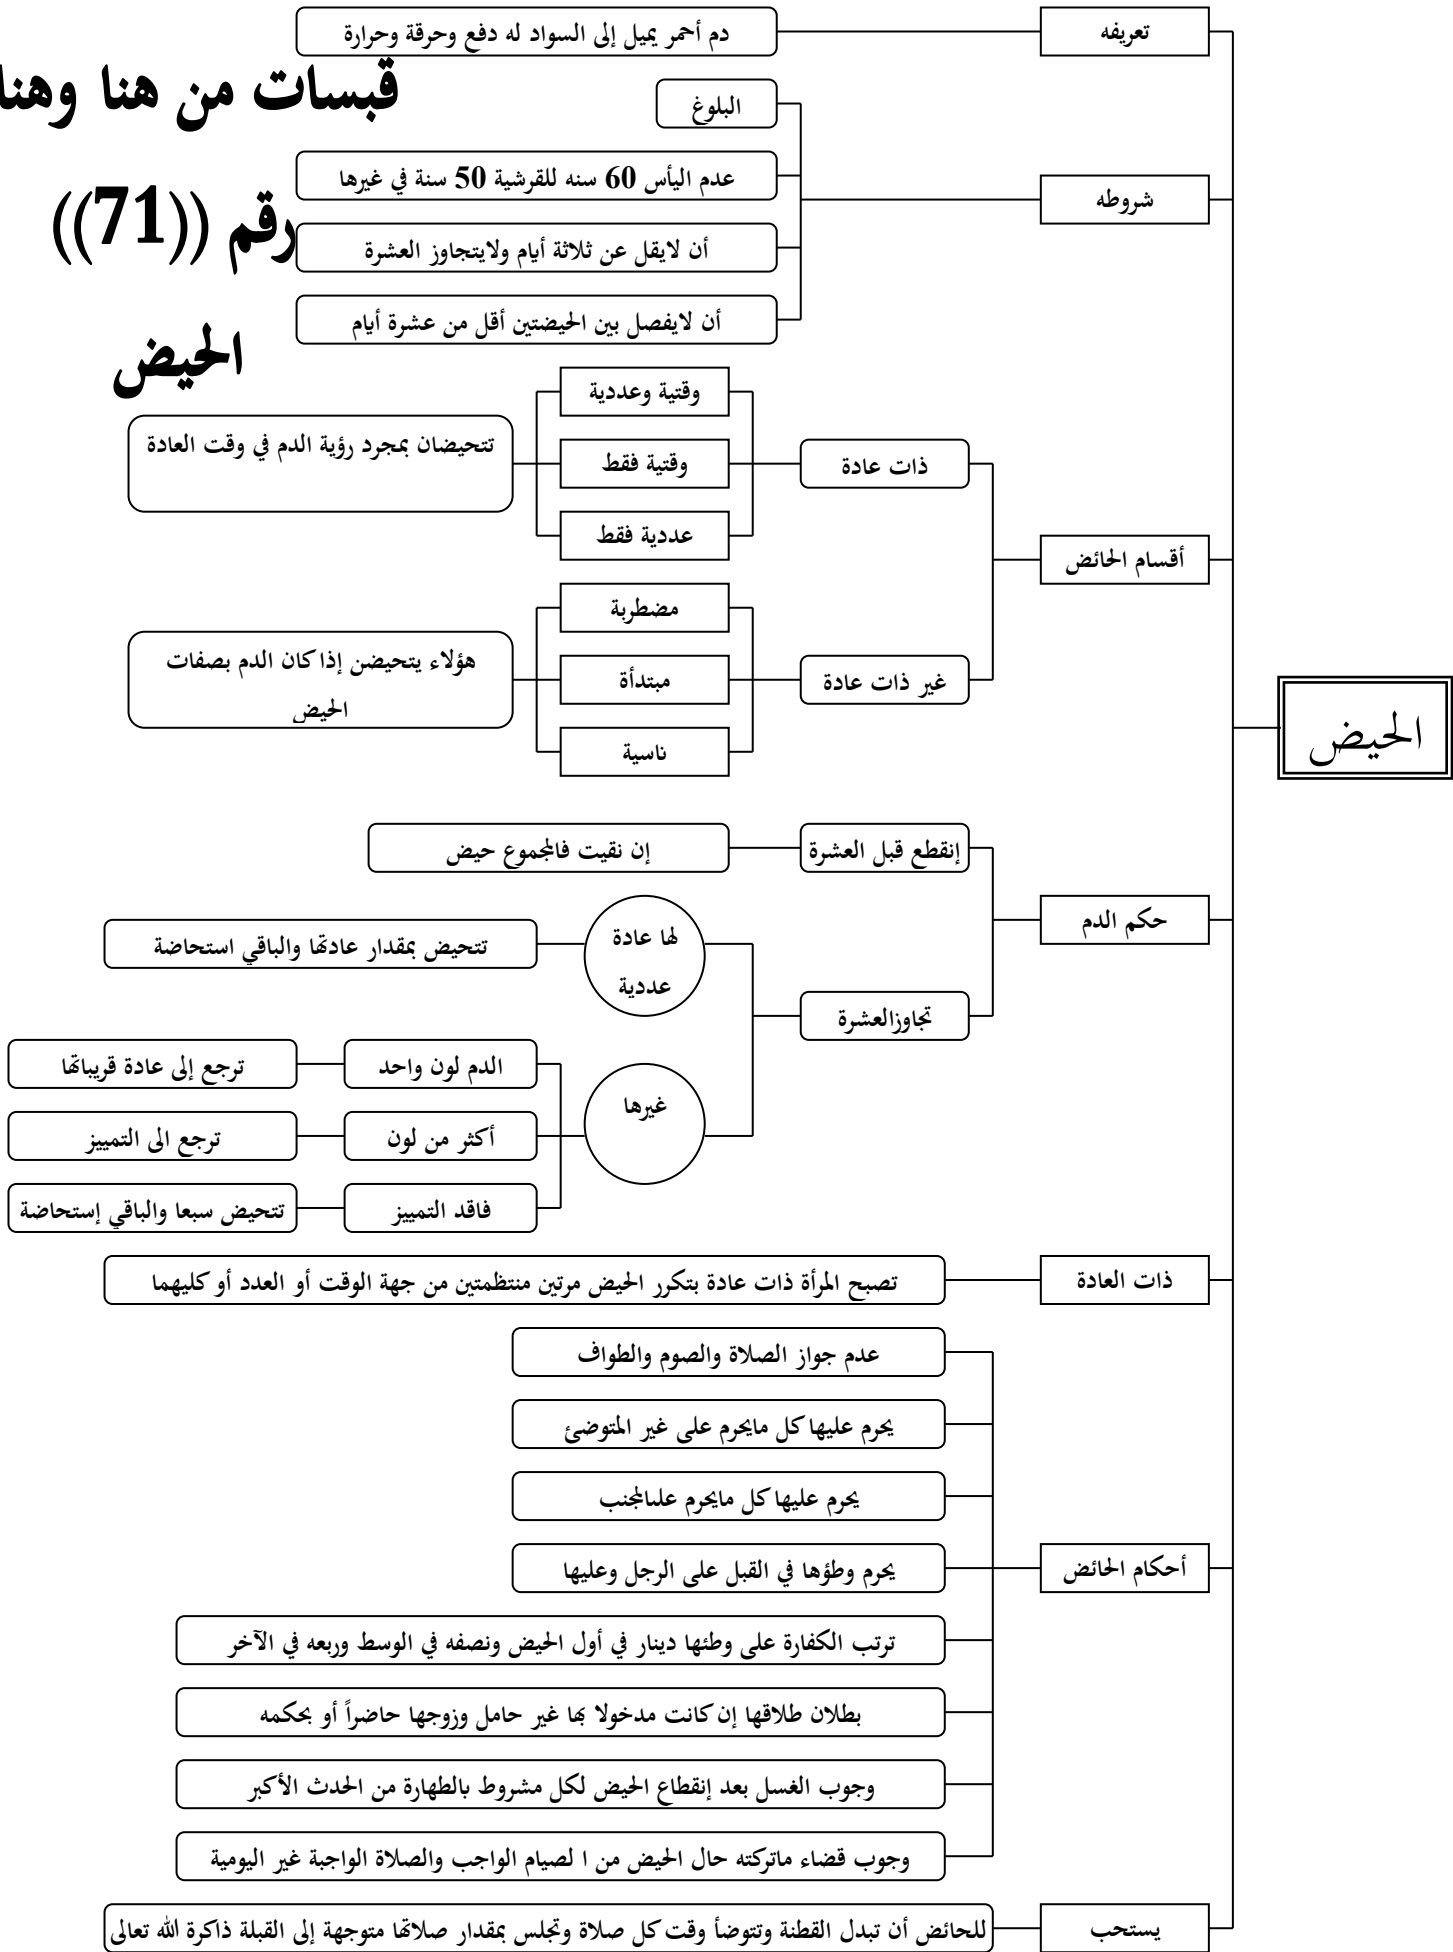 قبسات من هنا وهنا
رقم ((71))
الحيض
الحيض
تعريفه
دم أحمر يميل إلى السواد له دفع وحرقة وحرارة
شروطه
البلوغ
عدم اليأس 60 سنه للقرشية 50 سنة في غيرها
أن لايقل عن ثلاثة أيام ولايتجاوز العشرة
أن لايفصل بين الحيضتين أقل من عشرة أيام
أقسام الحائض
ذات عادة
وقتية وعددية
وقتية فقط
عددية فقط
تتحيضان بمجرد رؤية الدم في وقت العادة
غير ذات عادة
مضطربة
مبتدأة
ناسية
هؤلاء يتحيضن إذا كان الدم بصفات
الحيض
حكم الدم
إنقطع قبل العشرة
إن نقيت فالمجموع حيض
تجاوزالعشرة
لها عادة
عددية
تتحيض بمقدار عادتها والباقي استحاضة
غيرها
الدم لون واحد
ترجع إلى عادة قريباتها
أكثر من لون
ترجع الى التمييز
فاقد التمييز
تتحيض سبعا والباقي إستحاضة
ذات العادة
تصبح المرأة ذات عادة بتكرر الحيض مرتين منتظمتين من جهة الوقت أو العدد أو كليهما
أحكام الحائض
عدم جواز الصلاة والصوم والطواف
يحرم عليها كل مايحرم على غير المتوضئ
يحرم عليها كل مايحرم علىالمجنب
يحرم وطؤها في القبل على الرجل وعليها
ترتب الكفارة على وطئها دينار في أول الحيض ونصفه في الوسط وربعه في الآخر
بطلان طلاقها إن كانت مدخولا بها غير حامل وزوجها حاضراً أو بحكمه
وجوب الغسل بعد إنقطاع الحيض لكل مشروط بالطهارة من الحدث الأكبر
وجوب قضاء ماتركته حال الحيض من ا لصيام الواجب والصلاة الواجبة غير اليومية
يستحب
للحائض أن تبدل القطنة وتتوضأ وقت كل صلاة وتجلس بمقدار صلاتها متوجهة إلى القبلة ذاكرة الله تعالى